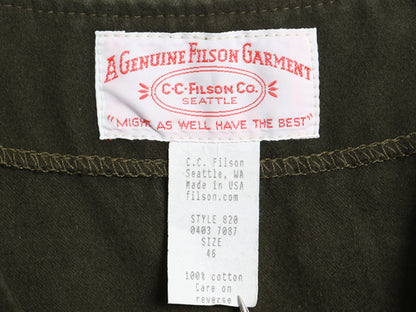 A GENUINE FILSON GARMENT
C·C·FILSON CO.
SEATTLE
"MIGHT AS WELL HAVE THE BEST"
C.C. Filson
Seattle, WA
Made in USA
filson.com
STYLE 820
0403 7087
SIZE
46
100% cotton
Care on
reverse